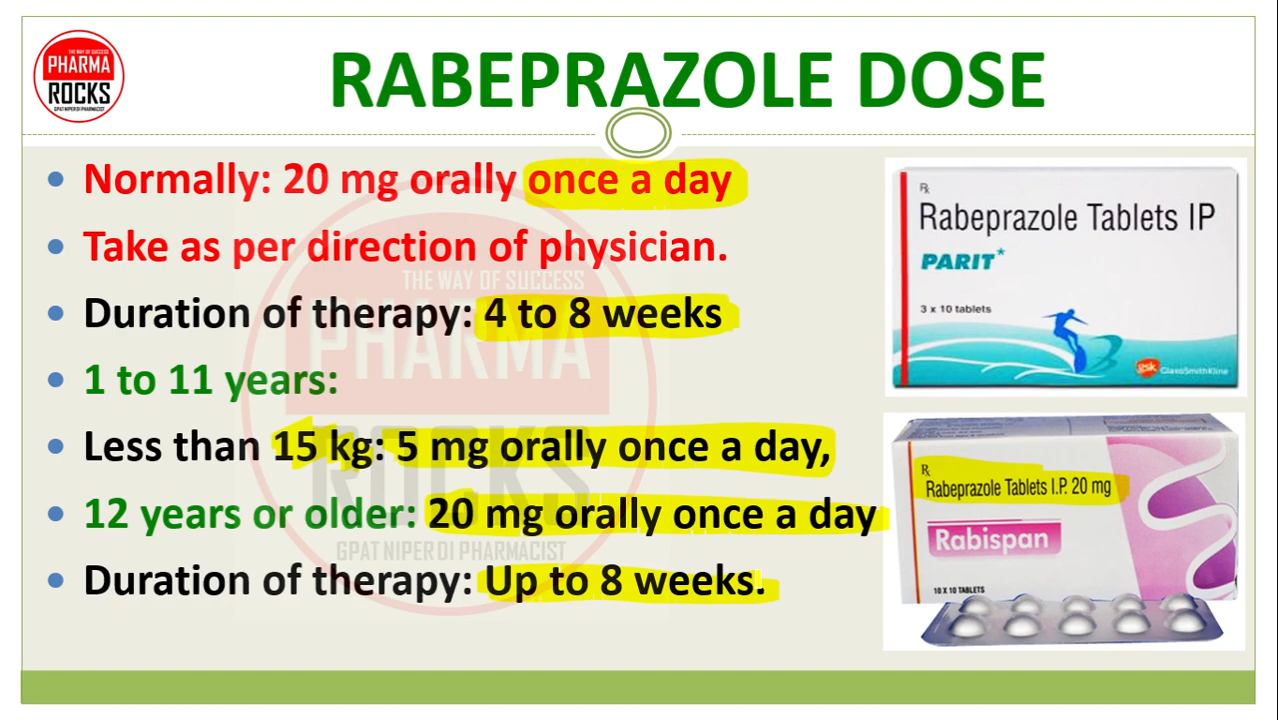 THE WAY OF SUCCESS
PHARMA
ROCKS
GPAT NIPER DI PHARMACIST
RABEPRAZOLE DOSE
• Normally: 20 mg orally once a day
• Take as per direction of physician.
• Duration of therapy: 4 to 8 weeks
• 1 to 11 years:
• Less than 15 kg: 5 mg orally once a day,
• 12 years or older: 20 mg orally once a day
• Duration of therapy: Up to 8 weeks.
THE WAY OF SUCCESS
PHARMA
ROCKS
GPAT NIPER DI PHARMACIST
Rx
Rabeprazole Tablets IP
PARIT*
3 x 10 tablets
gsk GlaxoSmithKline
Rx
Rabeprazole Tablets I.P. 20 mg
Rabispan
10 X 10 TABLETS